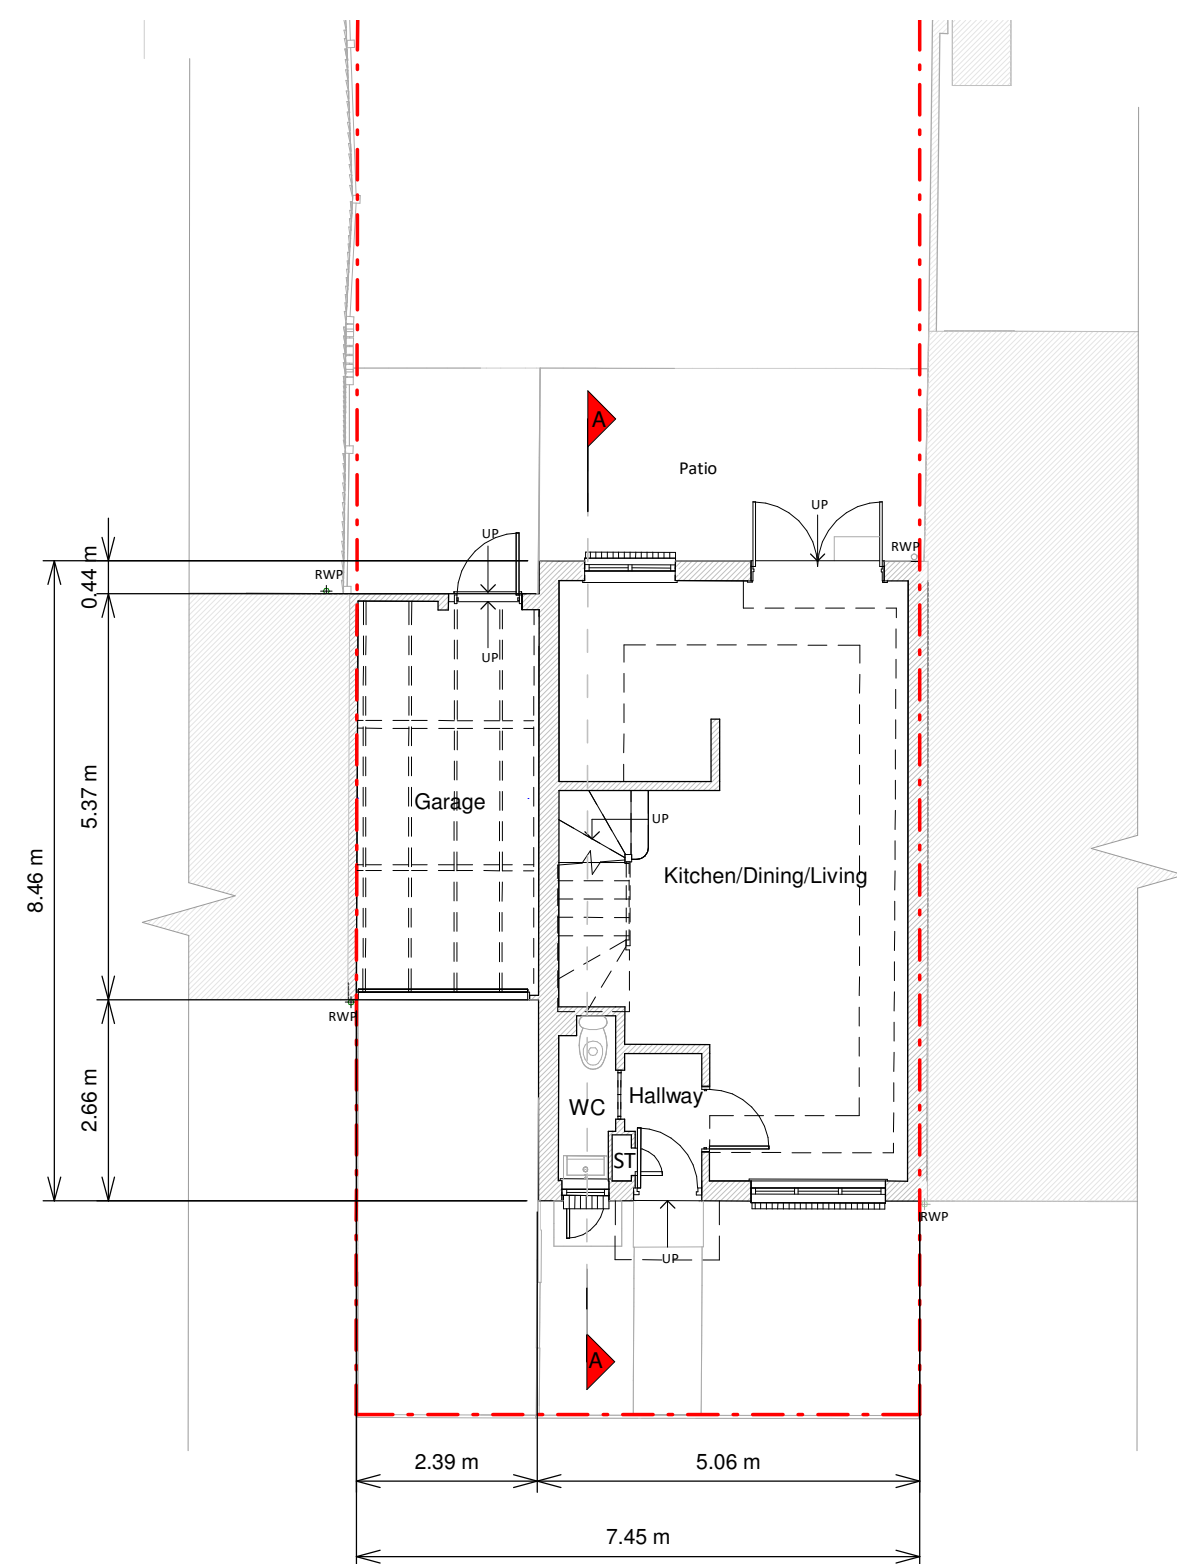 A
Patio
UP
UP
RWP
0.44 m
RWP
UP
Garage
UP
5.37 m
8.46 m
Kitchen/Dining/Living
RWP
2.66 m
Hallway
WC
ST
RWP
UP
A
2.39 m
5.06 m
7.45 m